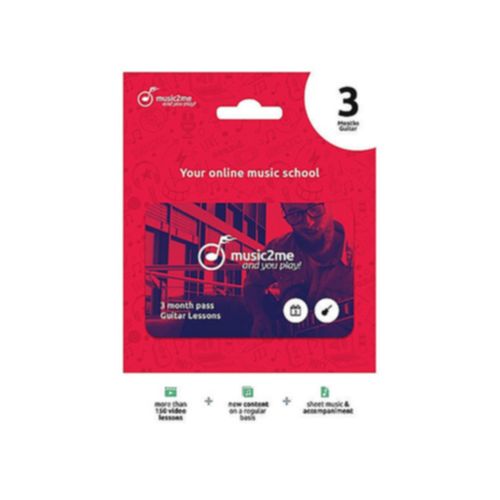 music2me
and you play!
3
Months
Guitar
Your online music school
music2me
and you play!
3 month pass
Guitar Lessons
3
more than
150 video
lessons
+
new content
on a regular
basis
+
sheet music &
accompaniment